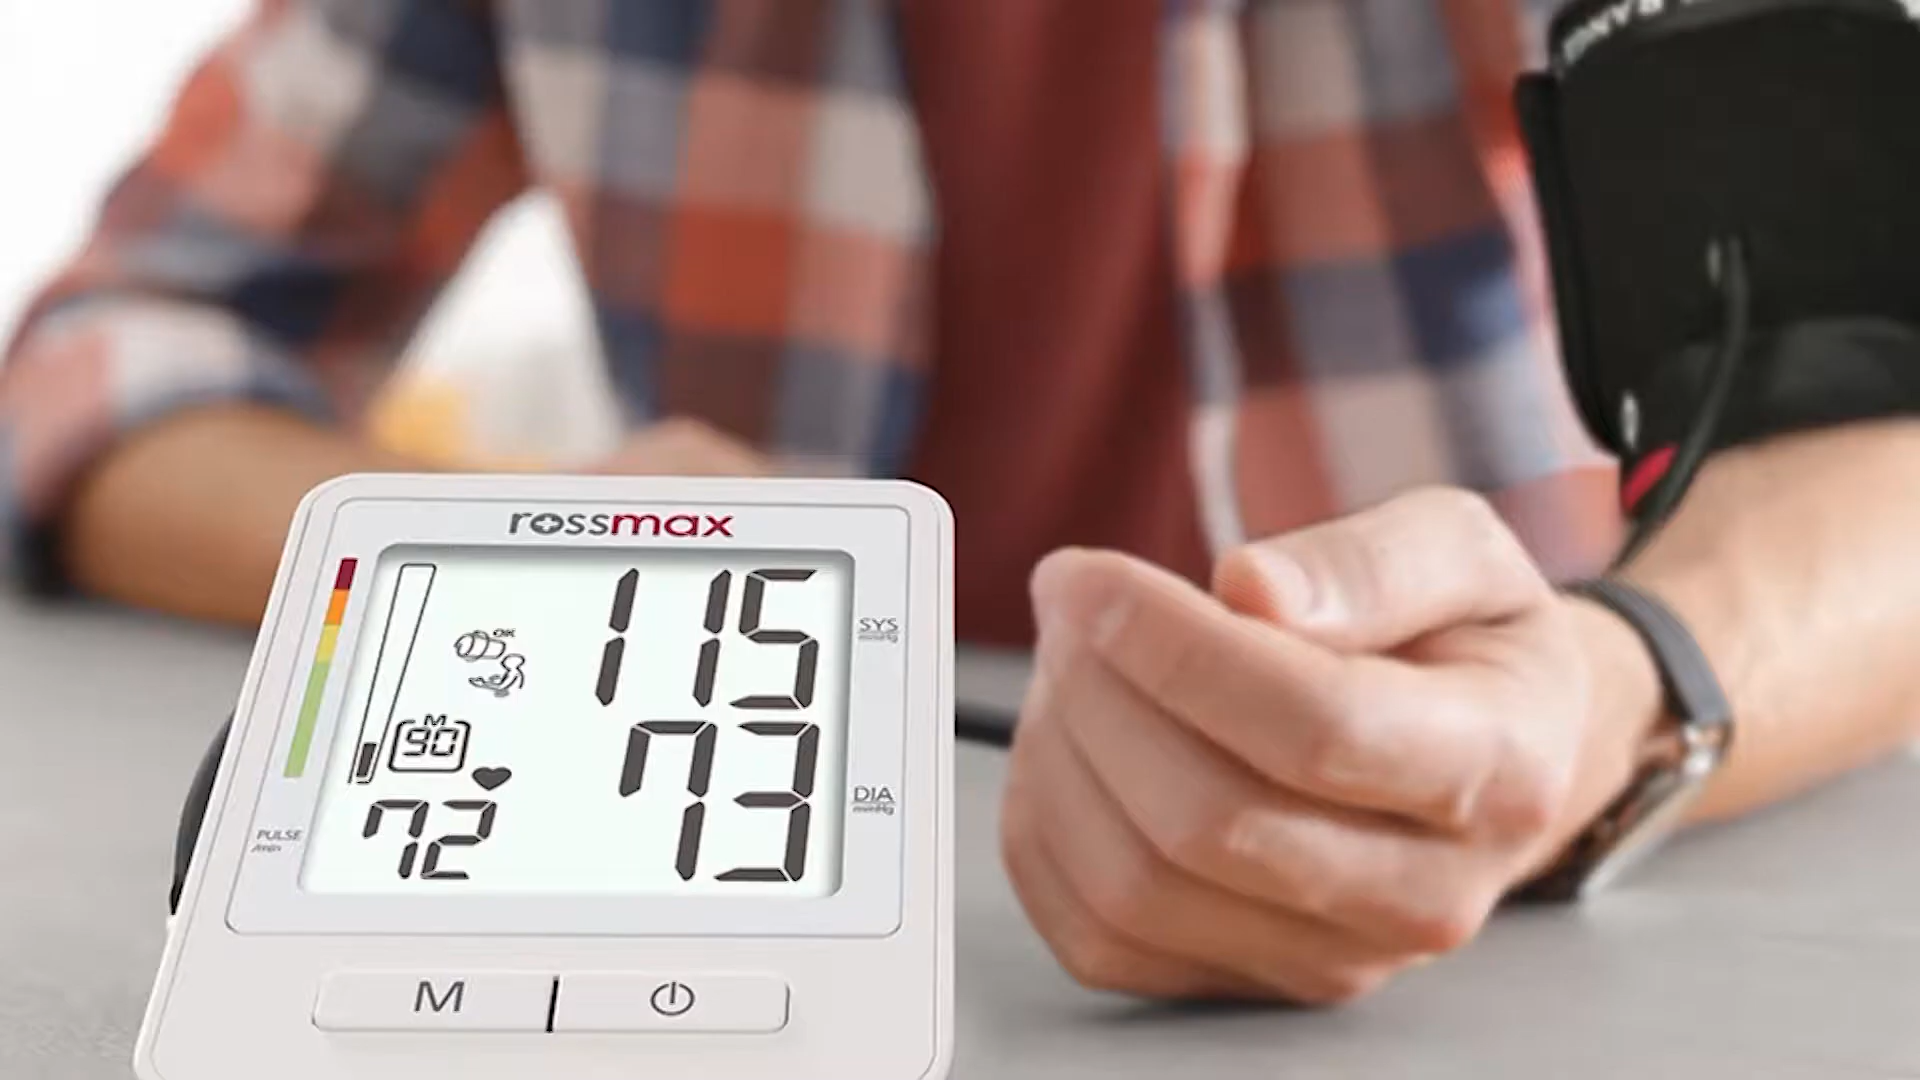 rossmax
115
SYS
mmHg
OK
M
90
73
DIA
mmHg
72
PULSE
/min
M